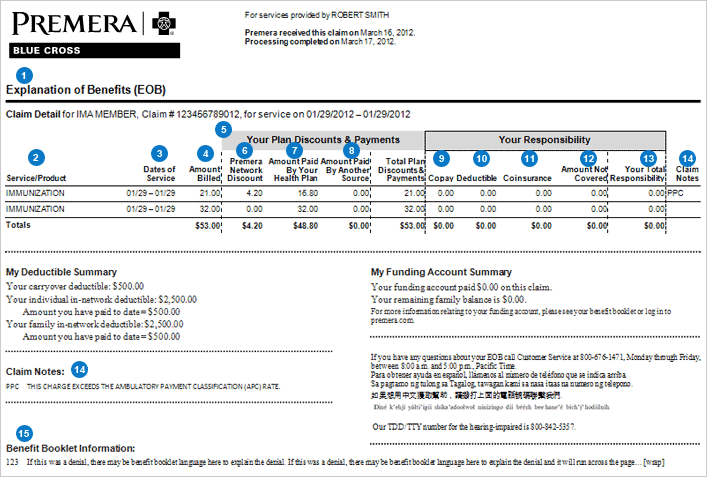 PREMERA
BLUE CROSS
For services provided by ROBERT SMITH
Premera received this claim on March 16, 2012.
Processing completed on March 17, 2012.
1
Explanation of Benefits (EOB)
Claim Detail for IMA MEMBER, Claim # 123456789012, for service on 01/29/2012 – 01/29/2012
5 Your Plan Discounts & Payments Your Responsibility
2 3 4 6 7 8 9 10 11 12 13 14
Service/Product Dates of Service Amount Billed Premera Network Discount Amount Paid By Your Health Plan Amount Paid By Another Source Total Plan Discounts & Payments Copay Deductible Coinsurance Amount Not Covered Your Total Responsibility Claim Notes
IMMUNIZATION 01/29 – 01/29 21.00 4.20 16.80 0.00 21.00 0.00 0.00 0.00 0.00 0.00 PPC
IMMUNIZATION 01/29 – 01/29 32.00 0.00 32.00 0.00 32.00 0.00 0.00 0.00 0.00 0.00
Totals $53.00 $4.20 $48.80 $0.00 $53.00 $0.00 $0.00 $0.00 $0.00 $0.00
My Deductible Summary
Your carryover deductible: $500.00
Your individual in-network deductible: $2,500.00
Amount you have paid to date = $500.00
Your family in-network deductible: $2,500.00
Amount you have paid to date = $500.00
My Funding Account Summary
Your funding account paid $0.00 on this claim.
Your remaining family balance is $0.00.
For more information relating to your funding account, please see your benefit booklet or log in to
premera.com.
Claim Notes: 14
PPC THIS CHARGE EXCEEDS THE AMBULATORY PAYMENT CLASSIFICATION (APC) RATE.
If you have any questions about your EOB call Customer Service at 800-676-1471, Monday through Friday,
between 8:00 a.m. and 5:00 p.m., Pacific Time.
Para obtener ayuda en español, llámenos al número de teléfono que se indica arriba.
Sa pagtamo ng tulong sa Tagalog, tawagan kami sa nasa itaas na numero ng telepono.
如果想用中文獲取幫助，請撥打上面的電話號碼聯繫我們.
Our TDD/TTY number for the hearing-impaired is 800-842-5357.
15
Benefit Booklet Information:
123 If this was a denial, there may be benefit booklet language here to explain the denial. If this was a denial, there may be benefit booklet language here to explain the denial and it will run across the page… [wrap]